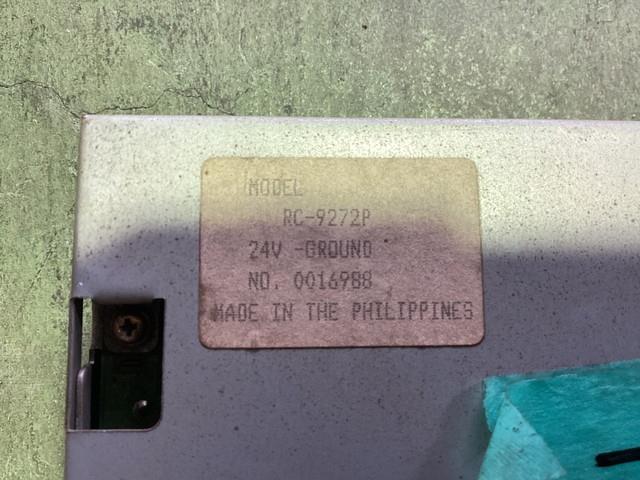 MODEL
RC-9272P
24V -GROUND
NO. 0016988
MADE IN THE PHILIPPINES